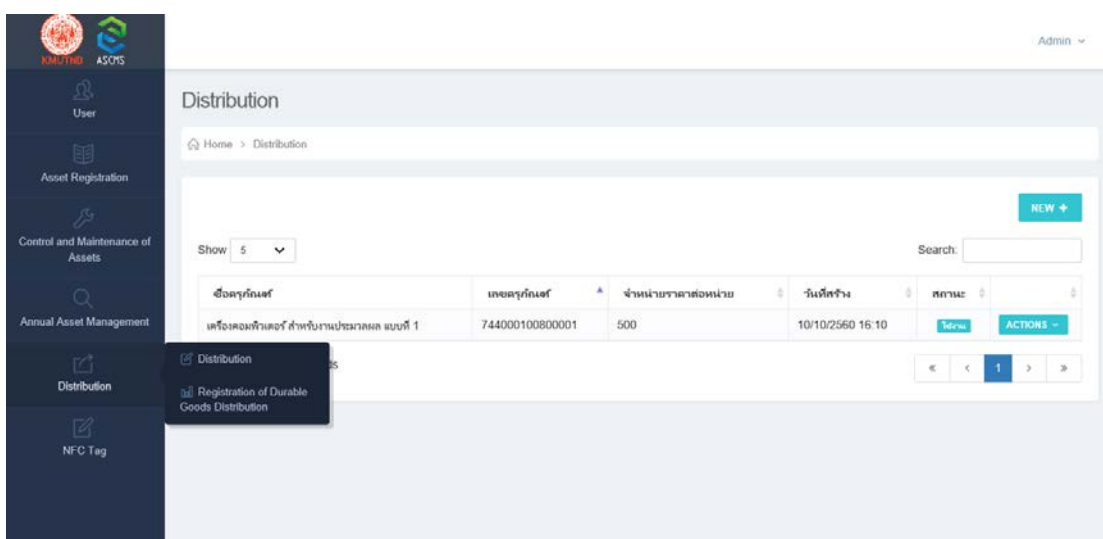 KMUTNB ASCMS
Admin
User
Asset Registration
Control and Maintenance of
Assets
Annual Asset Management
Distribution
NFC Tag
Distribution
Home > Distribution
NEW +
Show 5
Search:
ชื่อครุภัณฑ์ เลขครุภัณฑ์ จำหน่ายราคาต่อหน่วย วันที่สร้าง สถานะ
เครื่องคอมพิวเตอร์ สำหรับงานประมวลผล แบบที่ 1 744000100800001 500 10/10/2560 16:10 ใช้งาน ACTIONS
Distribution
Registration of Durable
Goods Distribution
« < 1 > »